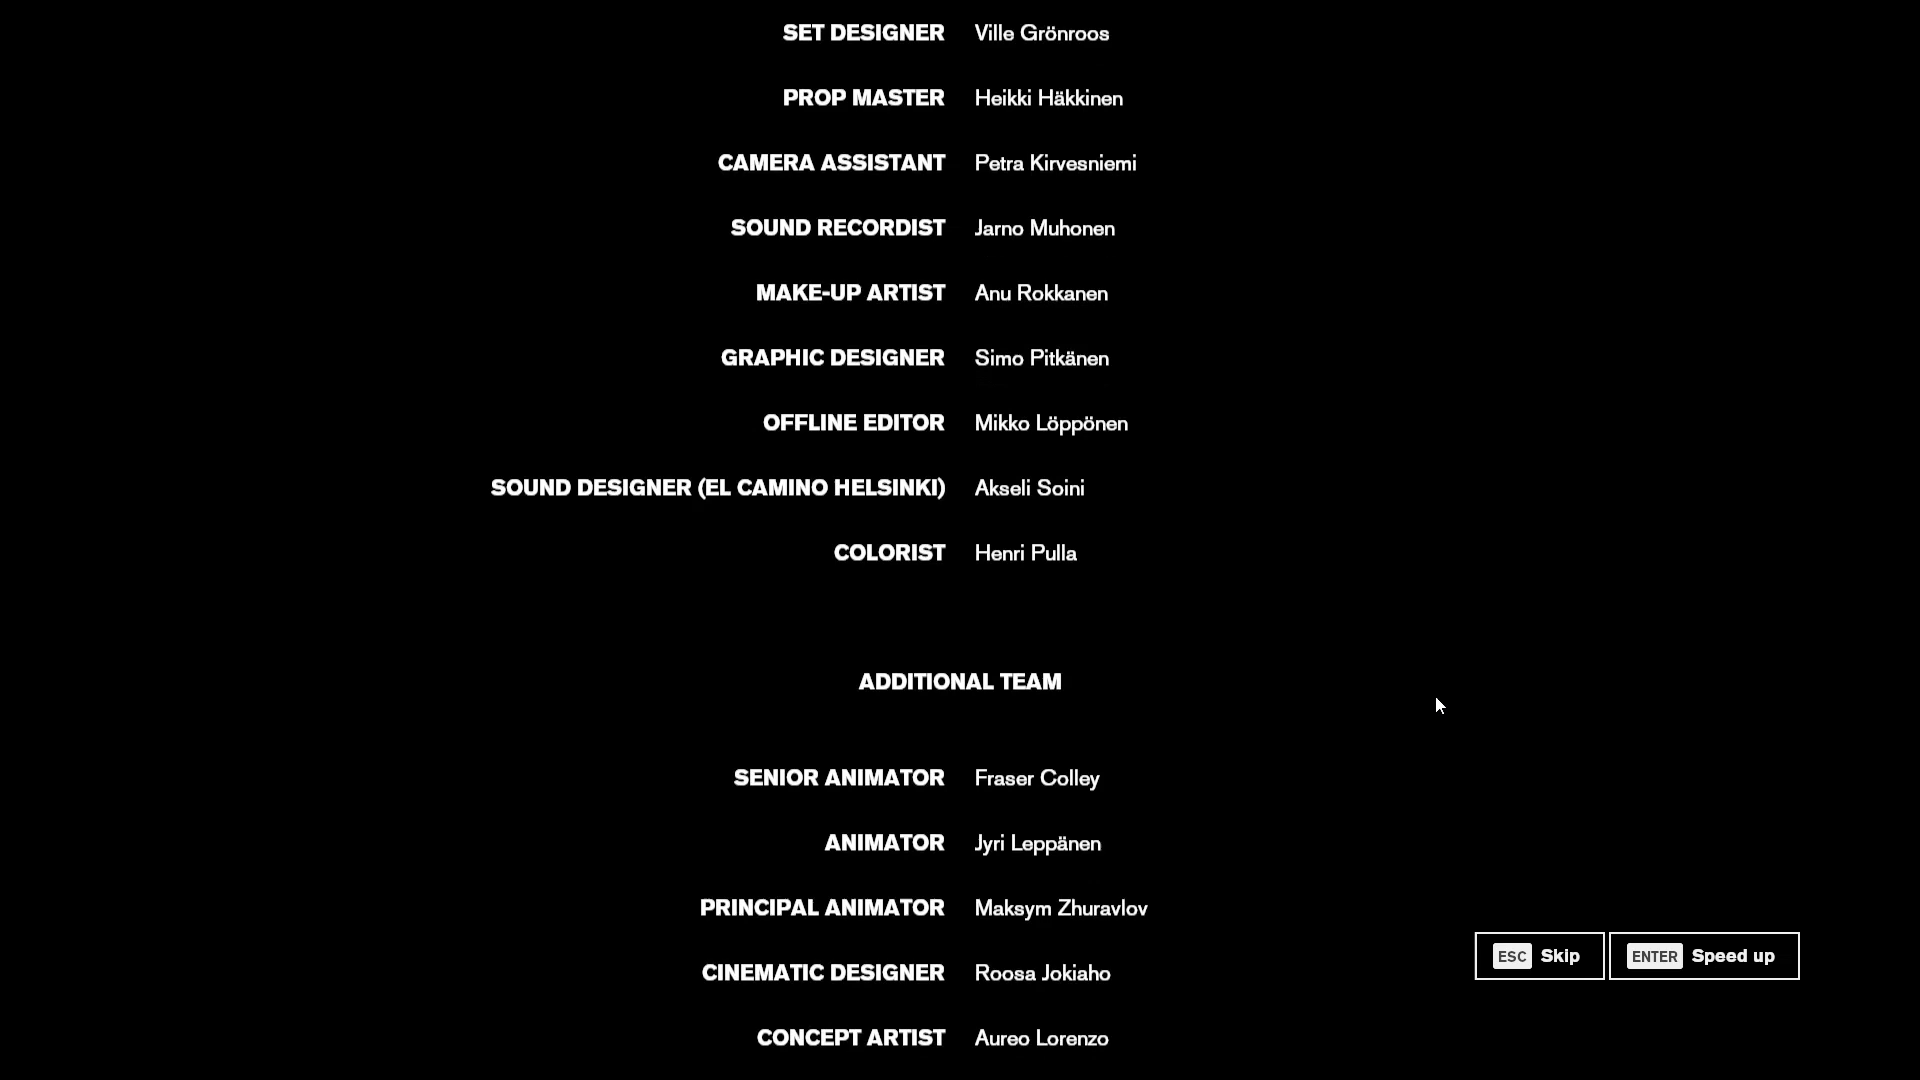 SET DESIGNER Ville Grönroos
PROP MASTER Heikki Häkkinen
CAMERA ASSISTANT Petra Kirvesniemi
SOUND RECORDIST Jarno Muhonen
MAKE-UP ARTIST Anu Rokkanen
GRAPHIC DESIGNER Simo Pitkänen
OFFLINE EDITOR Mikko Löppönen
SOUND DESIGNER (EL CAMINO HELSINKI) Akseli Soini
COLORIST Henri Pulla
ADDITIONAL TEAM
SENIOR ANIMATOR Fraser Colley
ANIMATOR Jyri Leppänen
PRINCIPAL ANIMATOR Maksym Zhuravlov
ESC Skip ENTER Speed up
CINEMATIC DESIGNER Roosa Jokiaho
CONCEPT ARTIST Aureo Lorenzo